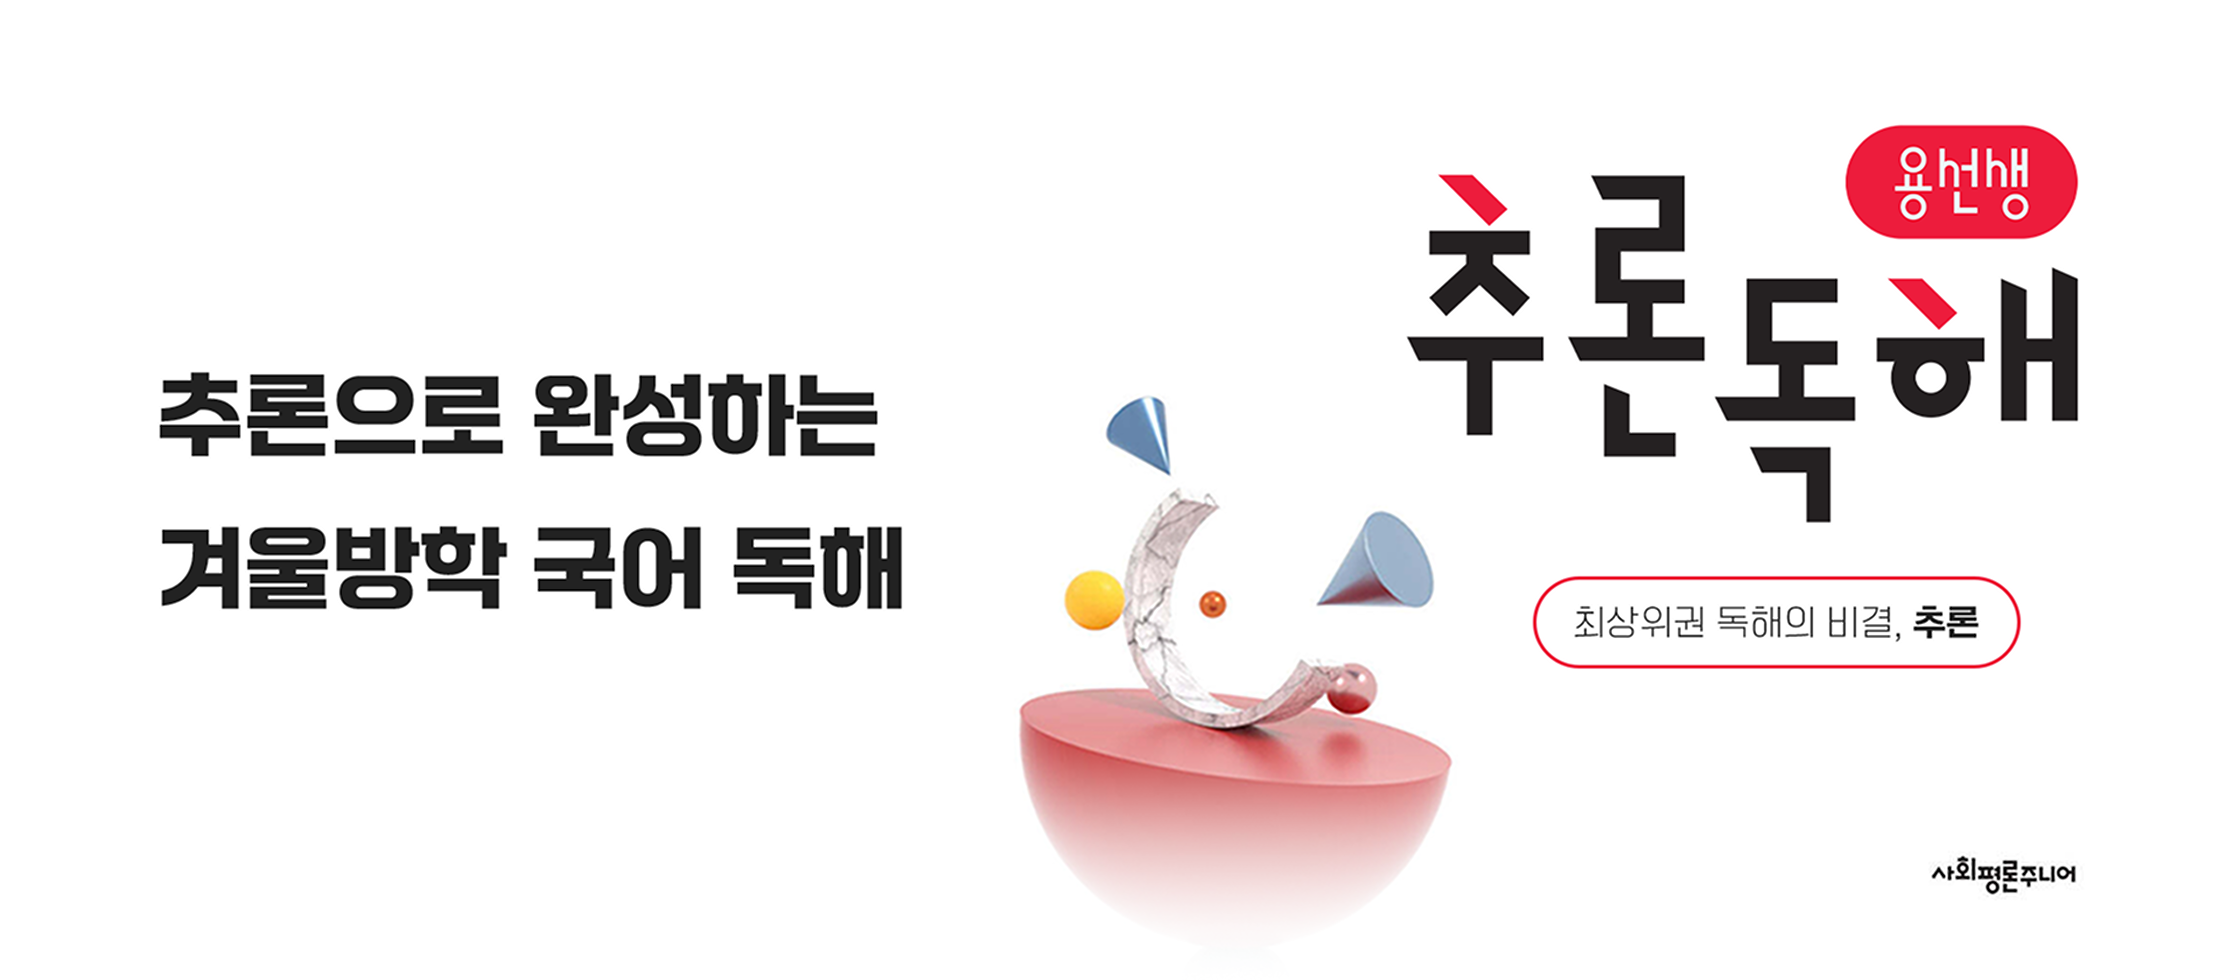 추론으로 완성하는
겨울방학 국어 독해
용선생
추론독해
최상위권 독해의 비결, 추론
사회평론주니어